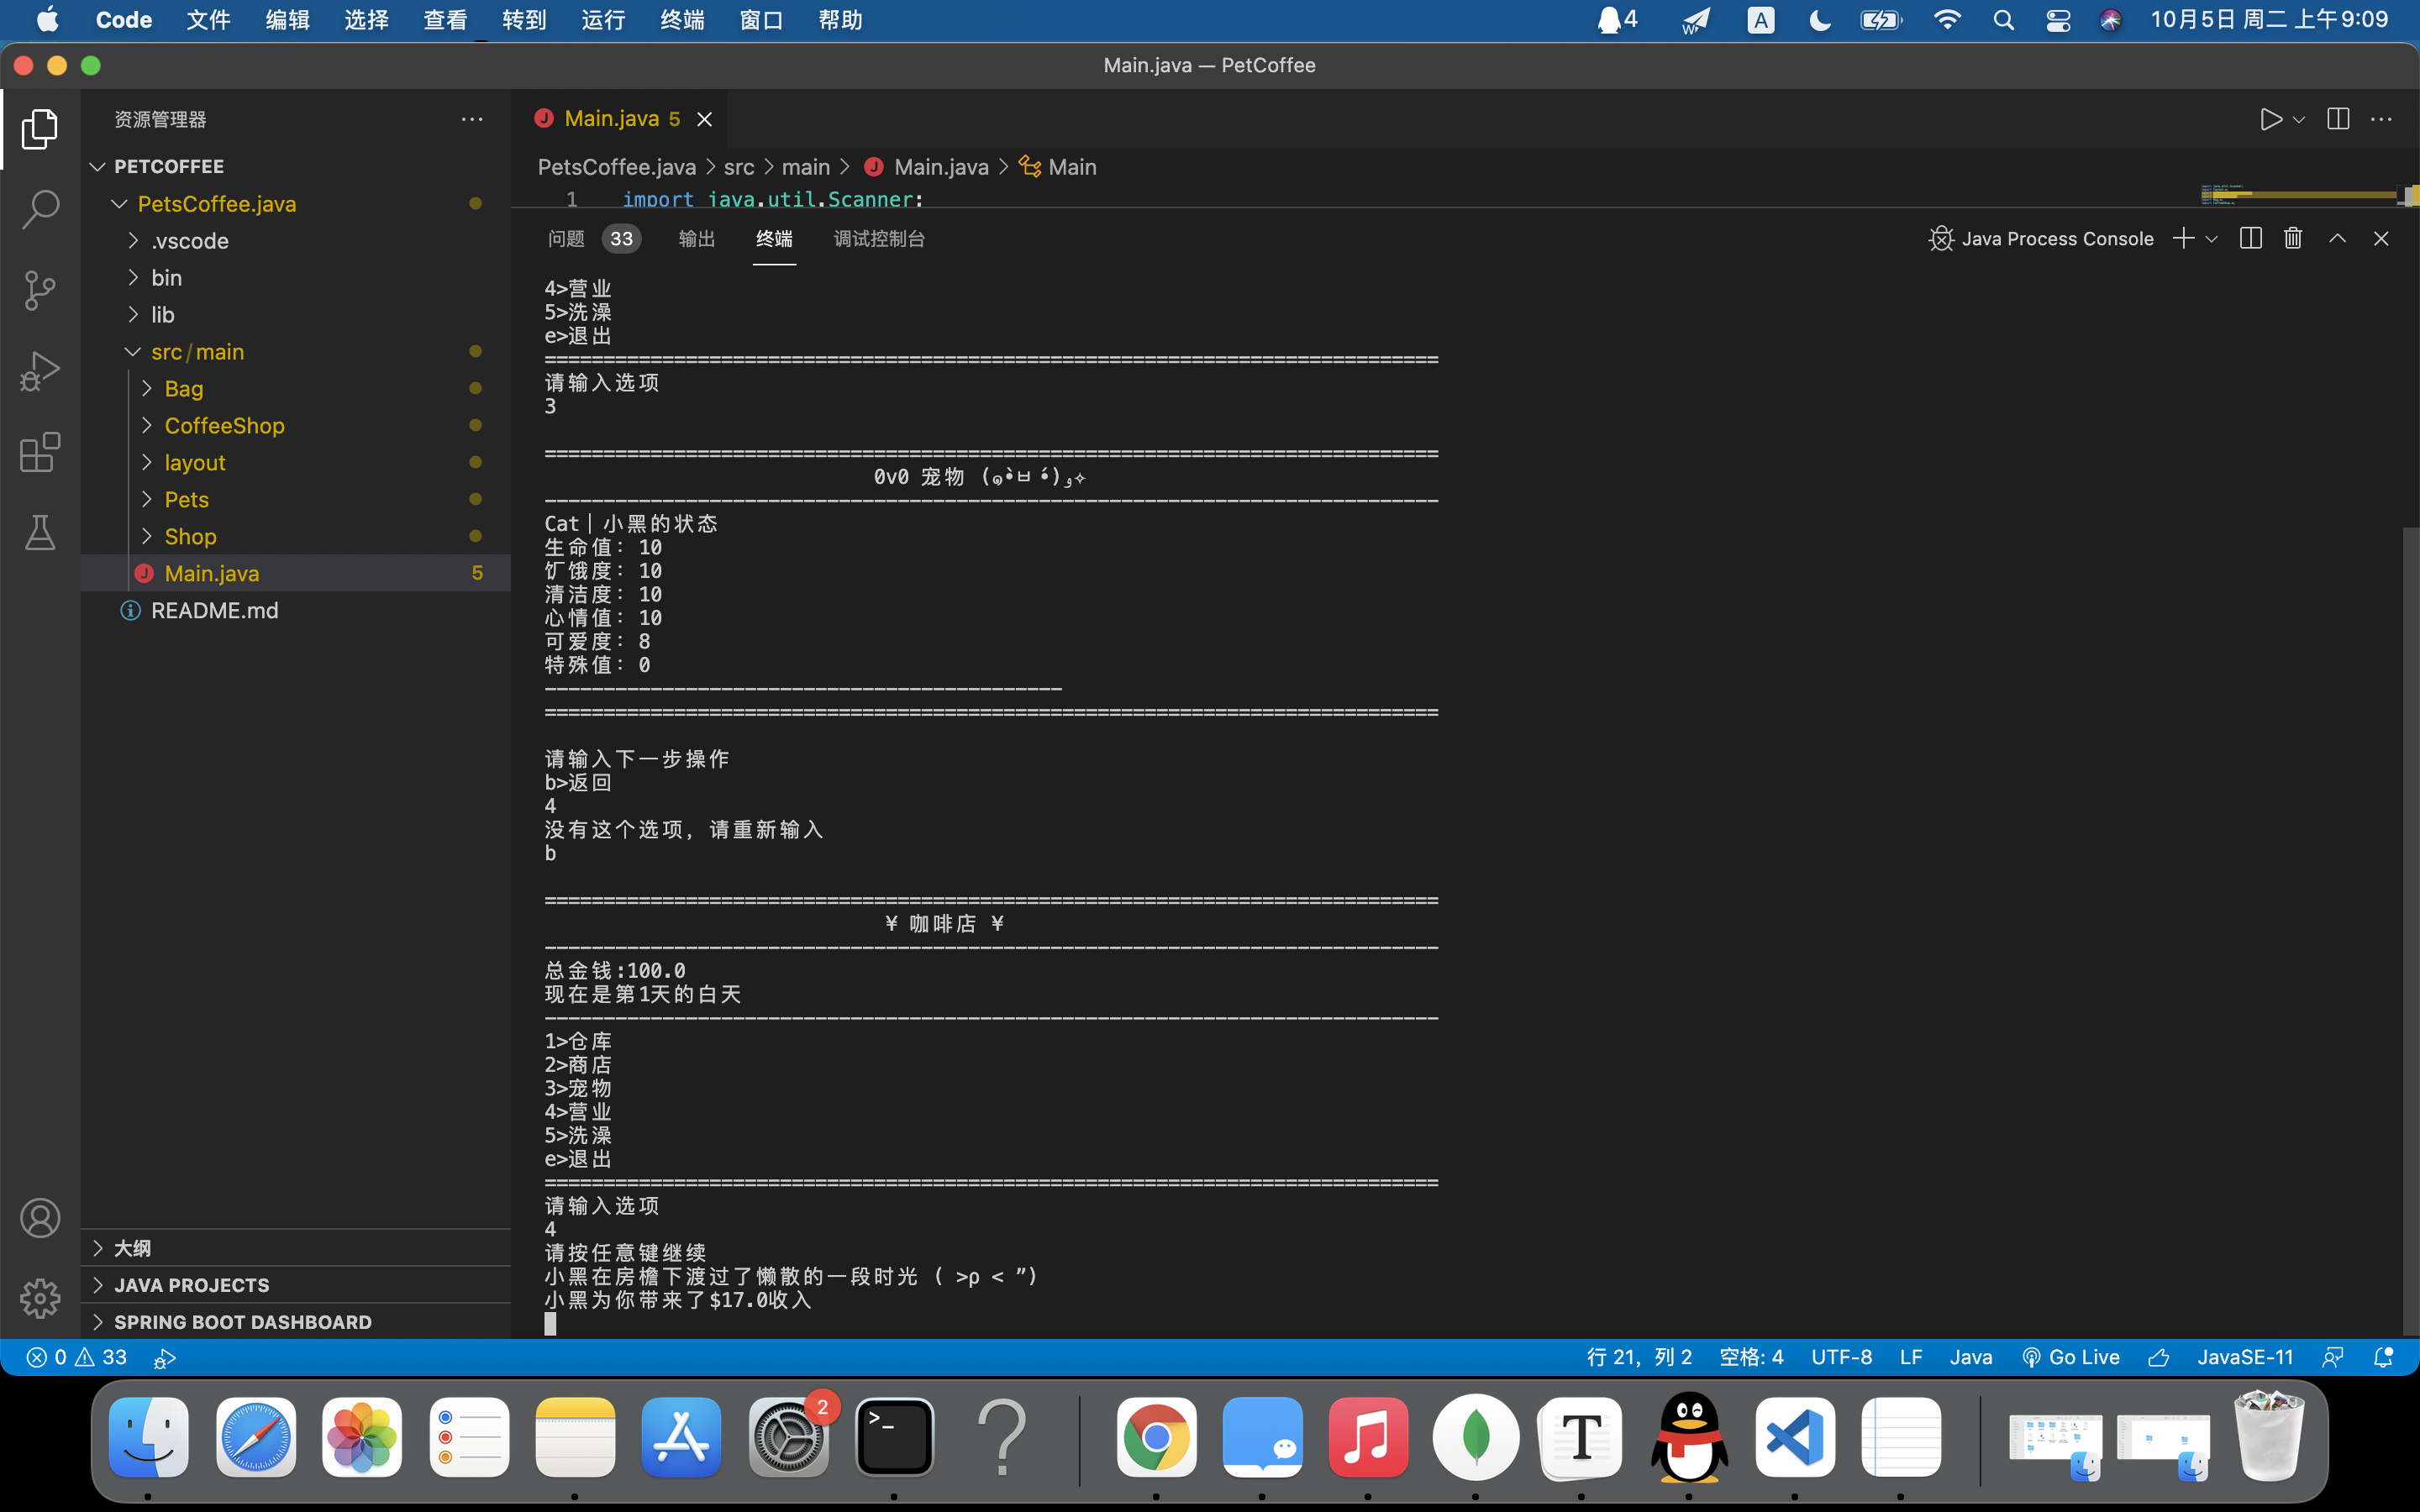 Code 文件 编辑 选择 查看 转到 运行 终端 窗口 帮助 4 A 10月5日 周二 上午9:09
Main.java — PetCoffee
资源管理器
PETCOFFEE
PetsCoffee.java
.vscode
bin
lib
src/main
Bag
CoffeeShop
layout
Pets
Shop
Main.java 5
README.md
大纲
JAVA PROJECTS
SPRING BOOT DASHBOARD
Main.java 5
PetsCoffee.java > src > main > Main.java > Main
1 import java.util.Scanner;
问题 33 输出 终端 调试控制台 Java Process Console
4>营业
5>洗澡
e>退出
============================================================================
请输入选项
3
============================================================================
0v0 宠物 (๑•̀ㅂ•́)و✧
----------------------------------------------------------------------------
Cat｜小黑的状态
生命值：10
饥饿度：10
清洁度：10
心情值：10
可爱度：8
特殊值：0
--------------------------------------------
============================================================================
请输入下一步操作
b>返回
4
没有这个选项，请重新输入
b
============================================================================
¥ 咖啡店 ¥
----------------------------------------------------------------------------
总金钱:100.0
现在是第1天的白天
----------------------------------------------------------------------------
1>仓库
2>商店
3>宠物
4>营业
5>洗澡
e>退出
============================================================================
请输入选项
4
请按任意键继续
小黑在房檐下渡过了懒散的一段时光 ( >ρ < ”)
小黑为你带来了$17.0收入
0 33 行 21，列 2 空格: 4 UTF-8 LF Java Go Live JavaSE-11
2